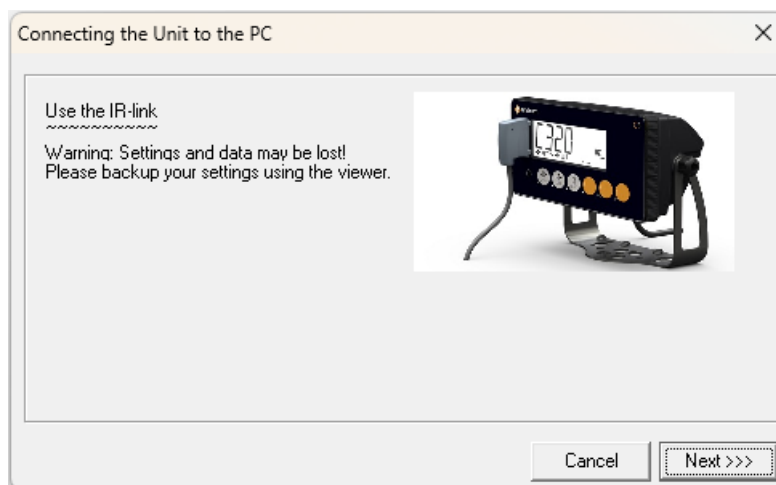 Connecting the Unit to the PC
Use the IR-link
~~~~~~~~~~
Warning: Settings and data may be lost!
Please backup your settings using the viewer.
C320
Cancel
Next >>>